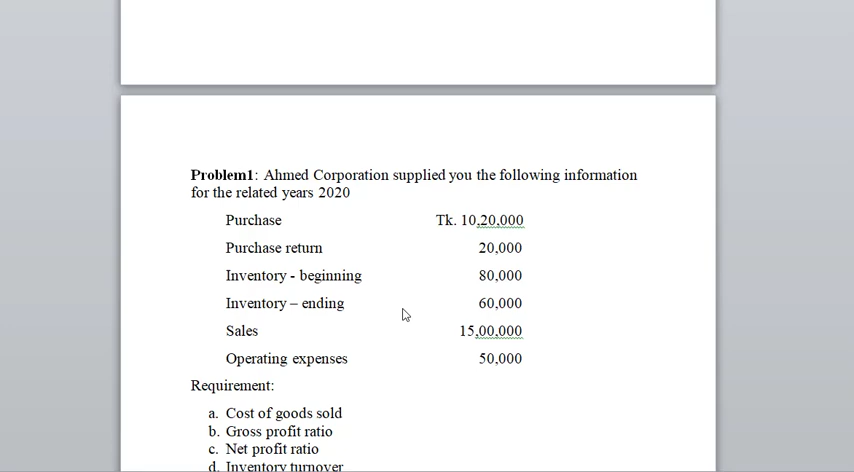 Problem1: Ahmed Corporation supplied you the following information
for the related years 2020
Purchase Tk. 10,20,000
Purchase return 20,000
Inventory - beginning 80,000
Inventory – ending 60,000
Sales 15,00,000
Operating expenses 50,000
Requirement:
a. Cost of goods sold
b. Gross profit ratio
c. Net profit ratio
d. Inventory turnover